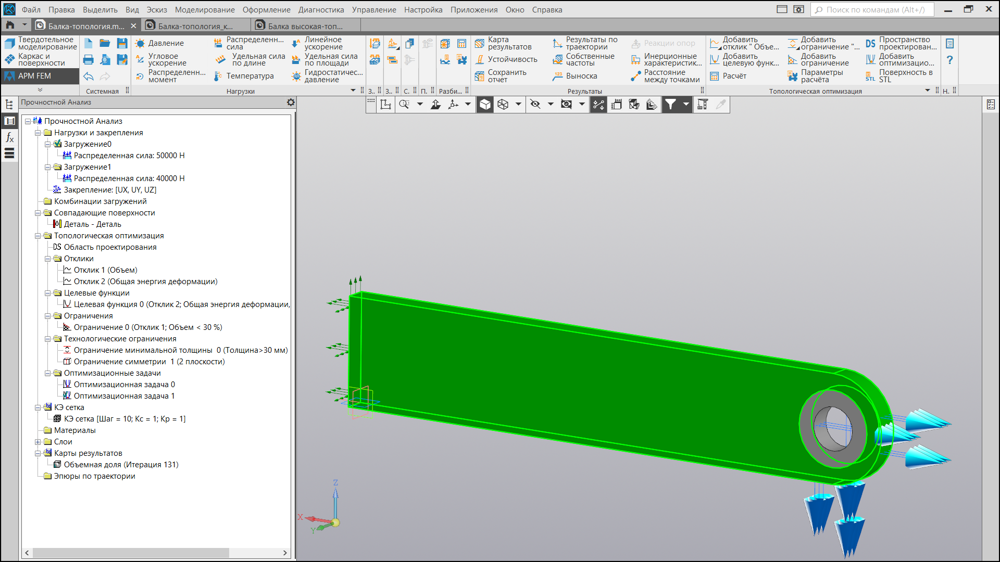 Файл Правка Выделить Вид Эскиз Моделирование Оформление Диагностика Управление Настройка Приложения Окно Справка Поиск по командам (Alt+/)
Балка-топология.m... Балка-топология_к... Балка высокая-топ...
Твердотельное моделирование
Каркас и поверхности
APM FEM
Системная
Давление
Угловое ускорение
Распределенн... момент
Распределенн... сила
Удельная сила по длине
Температура
Линейное ускорение
Удельная сила по площади
Гидростатичес... давление
Нагрузки
З... З... С. П. Разби...
Карта результатов
Устойчивость
Сохранить отчет
Результаты по траектории
Собственные частоты
123 Выноска
Реакции опор
Инерционные характеристик...
Расстояние между точками
Результаты
Добавить отклик " Объе...
Добавить целевую функ...
Расчёт
Добавить ограничение "...
Добавить ограничение
Параметры расчёта
DS Пространство проектирован...
Добавить оптимизацио...
STL Поверхность в STL
Топологическая оптимизация
Н..
?
Прочностной Анализ
fx
Прочностной Анализ
Нагрузки и закрепления
Загружение0
Распределенная сила: 50000 Н
Загружение1
Распределенная сила: 40000 Н
Закрепление: [UX, UY, UZ]
Комбинации загружений
Совпадающие поверхности
Деталь - Деталь
Топологическая оптимизация
DS Область проектирования
Отклики
Отклик 1 (Объем)
Отклик 2 (Общая энергия деформации)
Целевые функции
Целевая функция 0 (Отклик 2; Общая энергия деформации,
Ограничения
Ограничение 0 (Отклик 1; Объем < 30 %)
Технологические ограничения
Ограничение минимальной толщины 0 (Толщина>30 мм)
Ограничение симметрии 1 (2 плоскости)
Оптимизационные задачи
Оптимизационная задача 0
Оптимизационная задача 1
КЭ сетка
КЭ сетка [Шаг = 10; Кс = 1; Кр = 1]
Материалы
Слои
Карты результатов
Объемная доля (Итерация 131)
Эпюры по траектории
Z
X
Y